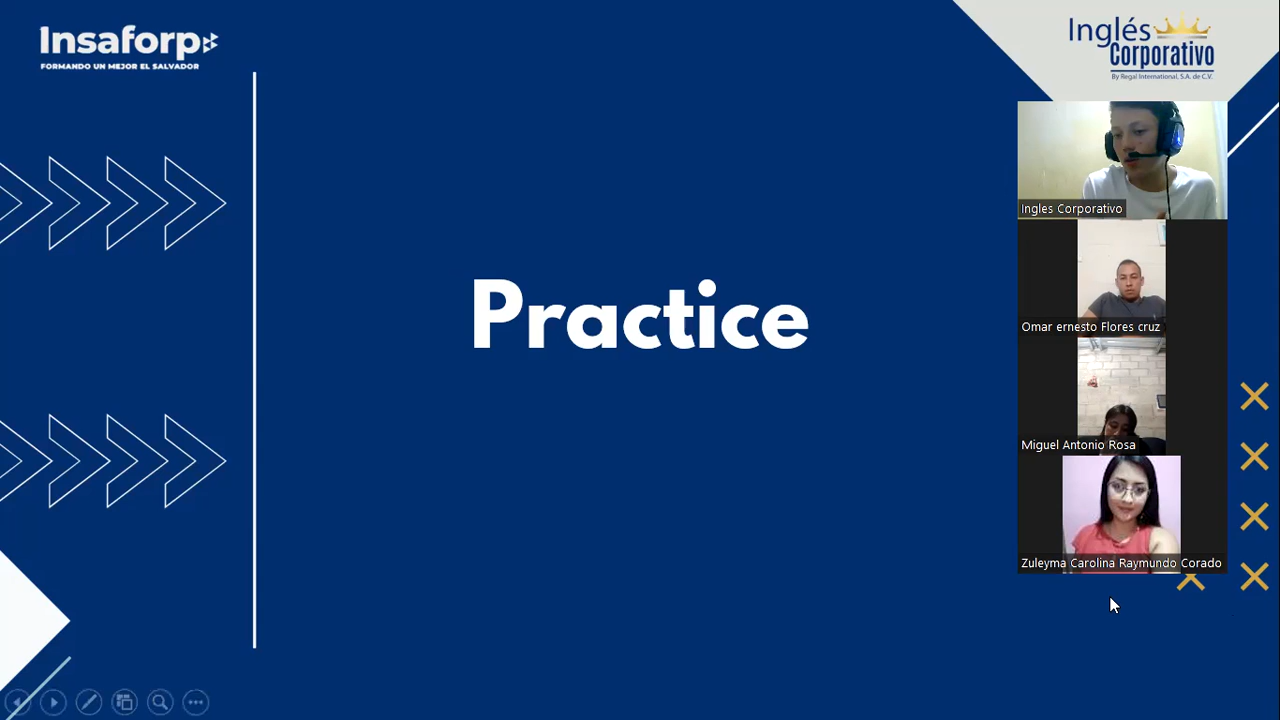 Insaforp
FORMANDO UN MEJOR EL SALVADOR
Inglés
Corporativo
By Regal International, S.A. de C.V.
Practice
Ingles Corporativo
Omar ernesto Flores cruz
Miguel Antonio Rosa
Zuleyma Carolina Raymundo Corado